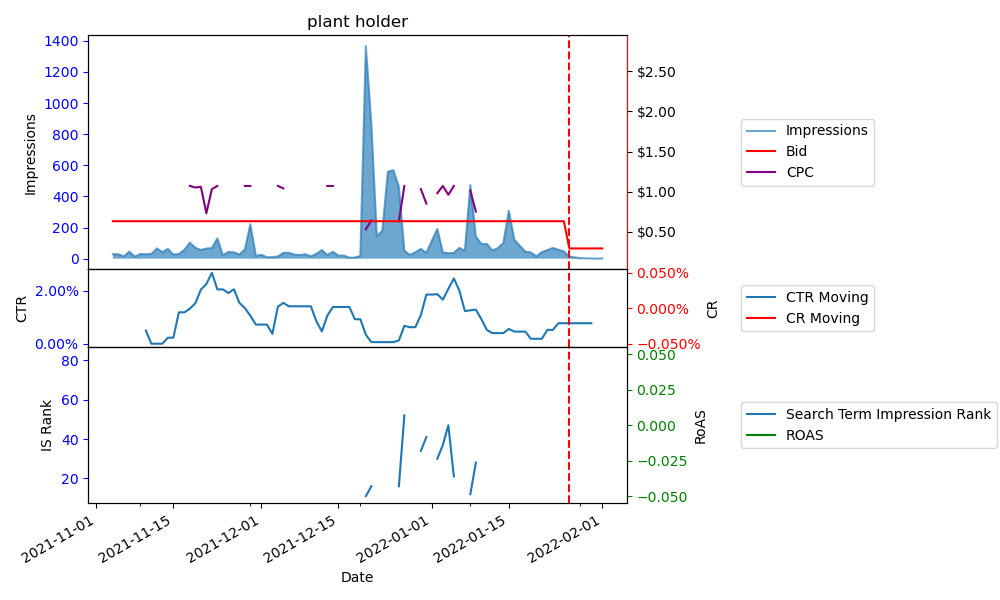 plant holder
1400
1200
1000
800
600
400
200
0
Impressions
$2.50
$2.00
$1.50
$1.00
$0.50
Impressions
Bid
CPC
2.00%
0.00%
CTR
0.050%
0.000%
−0.050%
CR
CTR Moving
CR Moving
80
60
40
20
IS Rank
0.050
0.025
0.000
−0.025
−0.050
RoAS
Search Term Impression Rank
ROAS
2021-11-01
2021-11-15
2021-12-01
2021-12-15
2022-01-01
2022-01-15
2022-02-01
Date